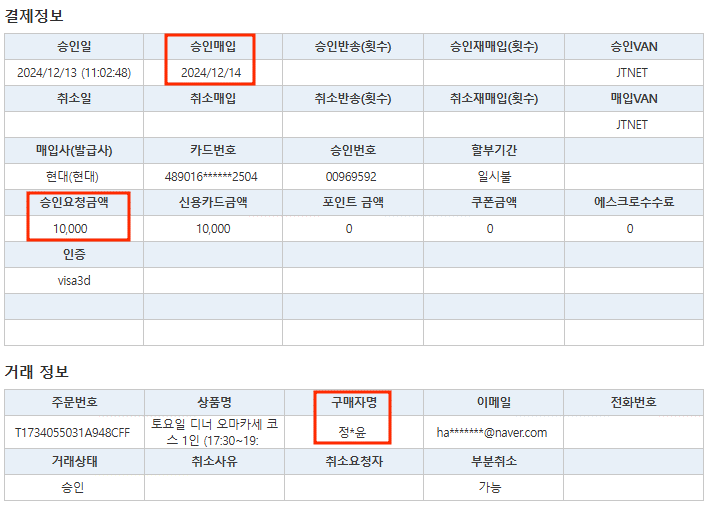 결제정보
승인일 승인매입 승인반송(횟수) 승인재매입(횟수) 승인VAN
2024/12/13 (11:02:48) 2024/12/14 JTNET
취소일 취소매입 취소반송(횟수) 취소재매입(횟수) 매입VAN
JTNET
매입사(발급사) 카드번호 승인번호 할부기간
현대(현대) 489016******2504 00969592 일시불
승인요청금액 신용카드금액 포인트 금액 쿠폰금액 에스크로수수료
10,000 10,000 0 0 0
인증
visa3d
거래 정보
주문번호 상품명 구매자명 이메일 전화번호
T1734055031A948CFF 토요일 디너 오마카세 코스 1인 (17:30~19: 정*윤 ha*******@naver.com
거래상태 취소사유 취소요청자 부분취소
승인 가능